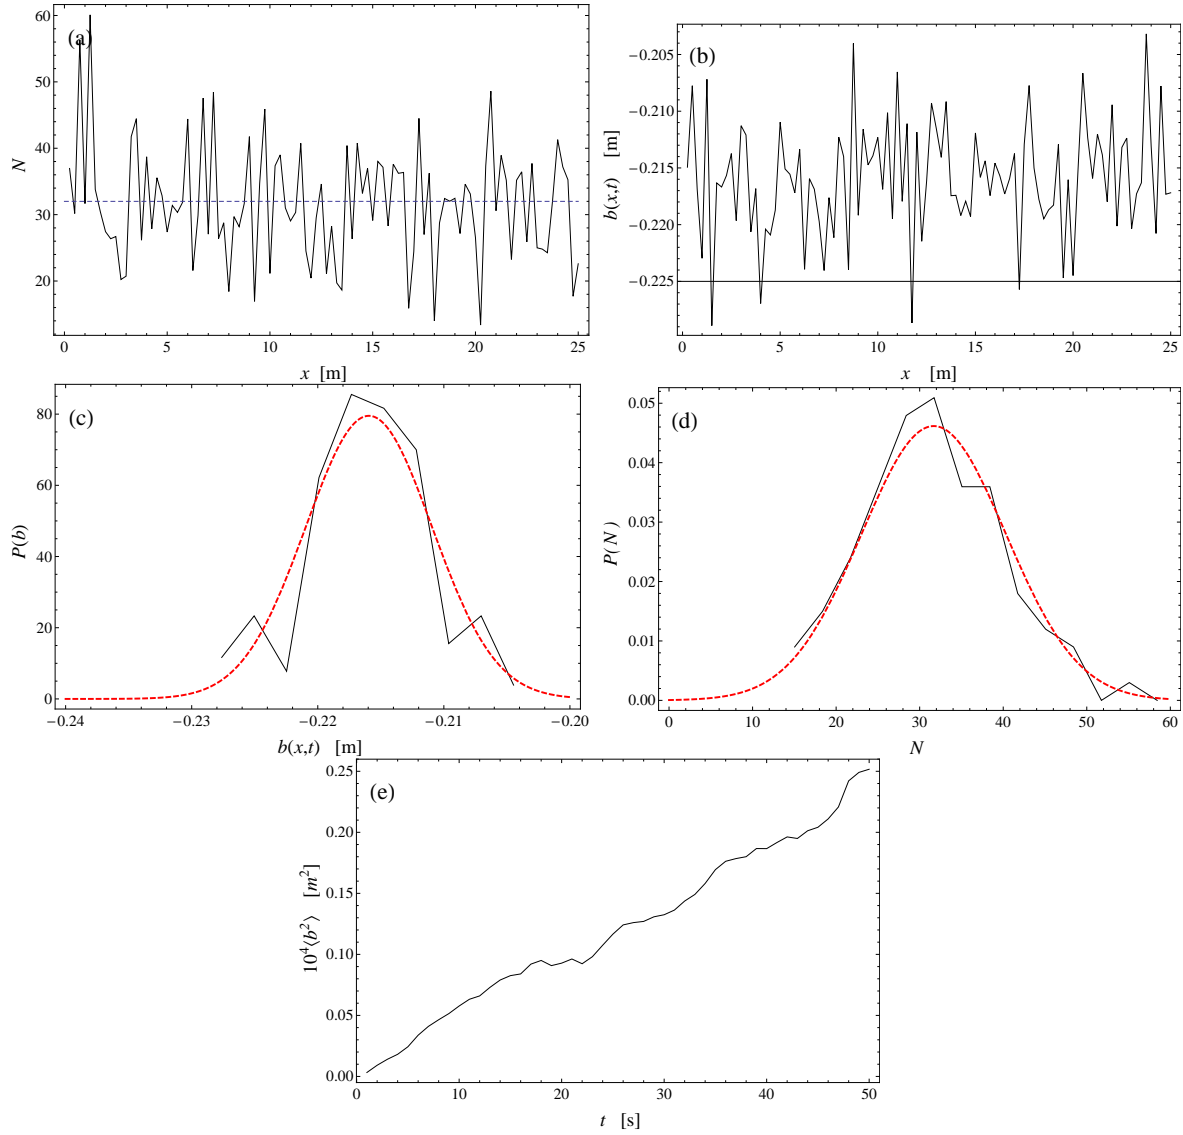 (a)
N
60
50
40
30
20
0 5 10 15 20 25
x [m]
(b)
b(x,t) [m]
−0.205
−0.210
−0.215
−0.220
−0.225
0 5 10 15 20 25
x [m]
(c)
P(b)
80
60
40
20
0
−0.24 −0.23 −0.22 −0.21 −0.20
b(x,t) [m]
(d)
P(N)
0.05
0.04
0.03
0.02
0.01
0.00
0 10 20 30 40 50 60
N
(e)
10⁴⟨b²⟩ [m²]
0.25
0.20
0.15
0.10
0.05
0.00
0 10 20 30 40 50
t [s]